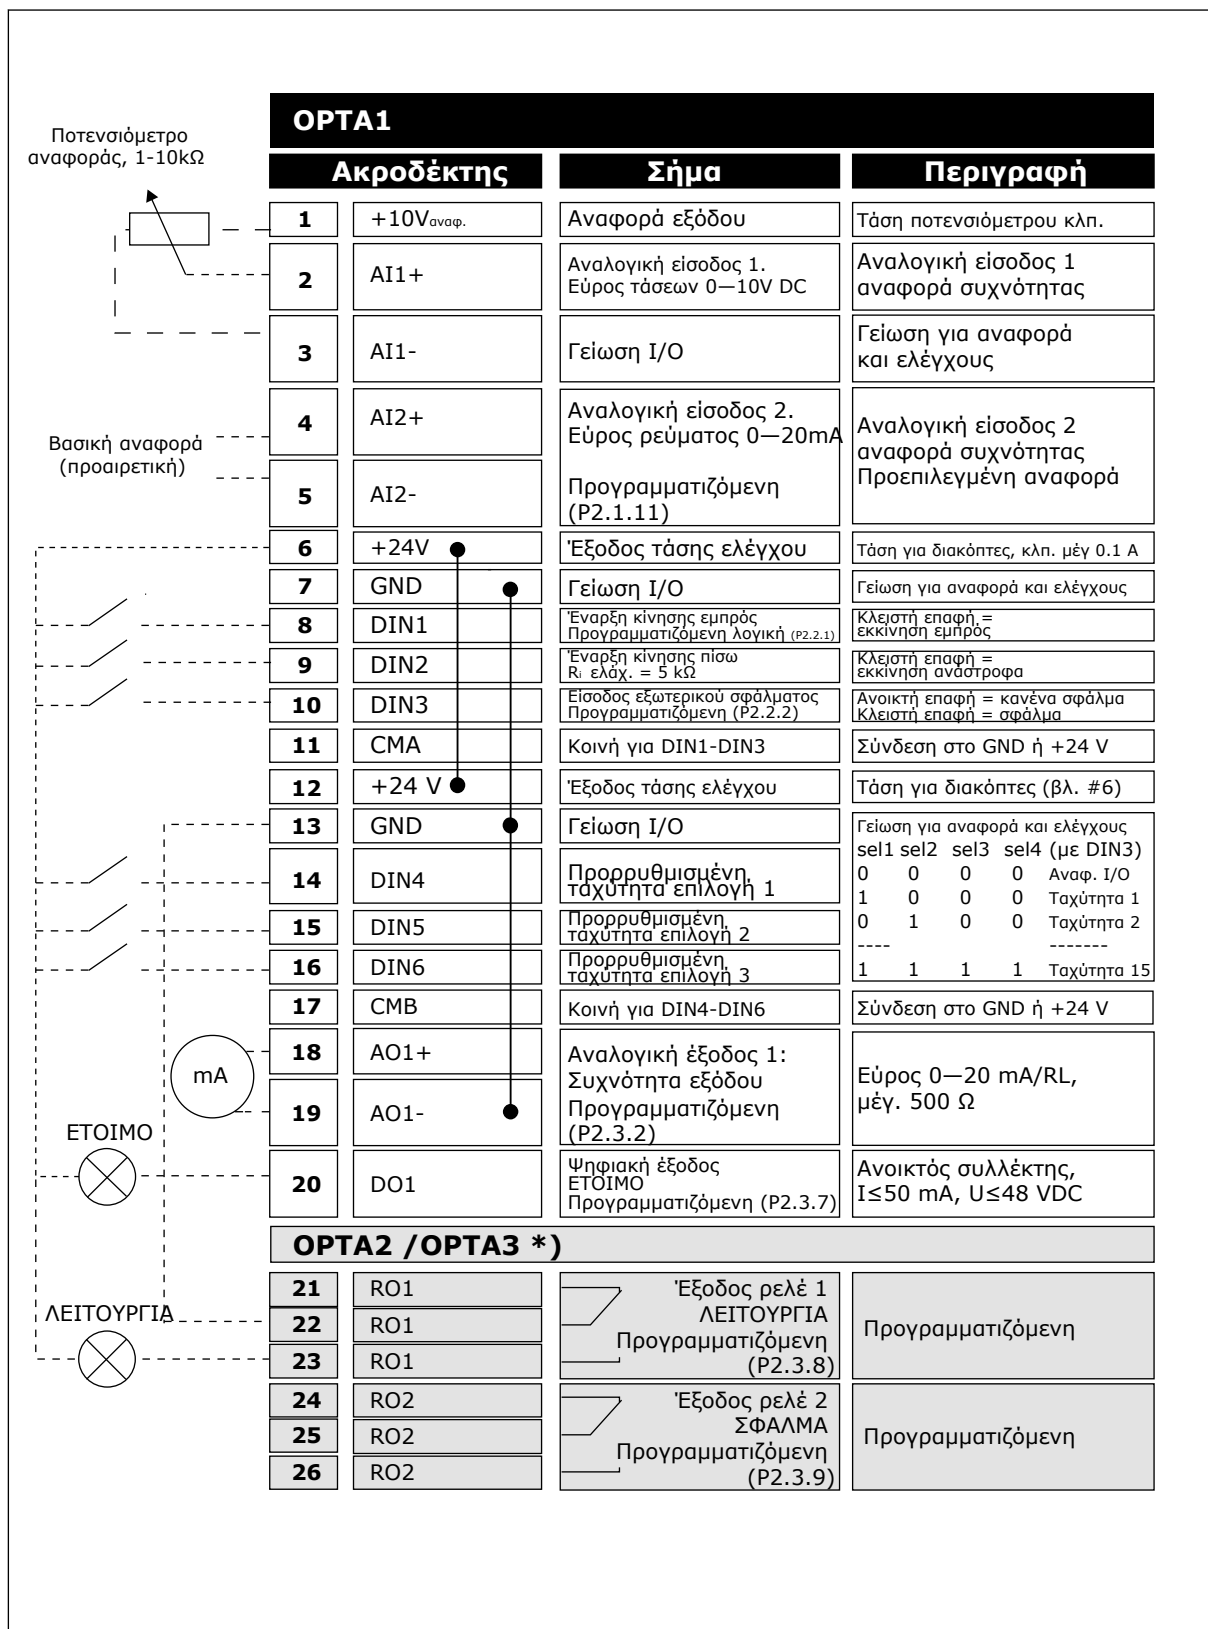 OPTA1
Ποτενσιόμετρο
αναφοράς, 1-10kΩ
Ακροδέκτης Σήμα Περιγραφή
1 +10Vαναφ. Αναφορά εξόδου Τάση ποτενσιόμετρου κλπ.
2 AI1+ Αναλογική είσοδος 1.
Εύρος τάσεων 0—10V DC
Αναλογική είσοδος 1
αναφορά συχνότητας
3 AI1- Γείωση I/O
Γείωση για αναφορά
και ελέγχους
Βασική αναφορά
(προαιρετική)
4 AI2+
5 AI2-
Αναλογική είσοδος 2.
Εύρος ρεύματος 0—20mA
Προγραμματιζόμενη
(P2.1.11)
Αναλογική είσοδος 2
αναφορά συχνότητας
Προεπιλεγμένη αναφορά
6 +24V Έξοδος τάσης ελέγχου Τάση για διακόπτες, κλπ. μέγ 0.1 A
7 GND Γείωση I/O Γείωση για αναφορά και ελέγχους
8 DIN1 Έναρξη κίνησης εμπρός
Προγραμματιζόμενη λογική (P2.2.1)
Κλειστή επαφή =
εκκίνηση εμπρός
9 DIN2 Έναρξη κίνησης πίσω
Ri ελάχ. = 5 kΩ
Κλειστή επαφή =
εκκίνηση ανάστροφα
10 DIN3 Είσοδος εξωτερικού σφάλματος
Προγραμματιζόμενη (P2.2.2)
Ανοικτή επαφή = κανένα σφάλμα
Κλειστή επαφή = σφάλμα
11 CMA Κοινή για DIN1-DIN3 Σύνδεση στο GND ή +24 V
12 +24 V Έξοδος τάσης ελέγχου Τάση για διακόπτες (βλ. #6)
13 GND Γείωση I/O Γείωση για αναφορά και ελέγχους
14 DIN4 Προρρυθμισμένη
ταχύτητα επιλογή 1
15 DIN5 Προρρυθμισμένη
ταχύτητα επιλογή 2
16 DIN6 Προρρυθμισμένη
ταχύτητα επιλογή 3
sel1 sel2 sel3 sel4 (με DIN3)
0 0 0 0 Αναφ. I/O
1 0 0 0 Ταχύτητα 1
0 1 0 0 Ταχύτητα 2
---- -------
1 1 1 1 Ταχύτητα 15
17 CMB Κοινή για DIN4-DIN6 Σύνδεση στο GND ή +24 V
mA
18 AO1+
19 AO1-
Αναλογική έξοδος 1:
Συχνότητα εξόδου
Προγραμματιζόμενη
(P2.3.2)
Εύρος 0—20 mA/RL,
μέγ. 500 Ω
ΕΤΟΙΜΟ
20 DO1 Ψηφιακή έξοδος
ΕΤΟΙΜΟ
Προγραμματιζόμενη (P2.3.7)
Ανοικτός συλλέκτης,
I≤50 mA, U≤48 VDC
OPTA2 /OPTA3 *)
ΛΕΙΤΟΥΡΓΙΑ
21 RO1
22 RO1
23 RO1
Έξοδος ρελέ 1
ΛΕΙΤΟΥΡΓΙΑ
Προγραμματιζόμενη
(P2.3.8)
Προγραμματιζόμενη
24 RO2
25 RO2
26 RO2
Έξοδος ρελέ 2
ΣΦΑΛΜΑ
Προγραμματιζόμενη
(P2.3.9)
Προγραμματιζόμενη